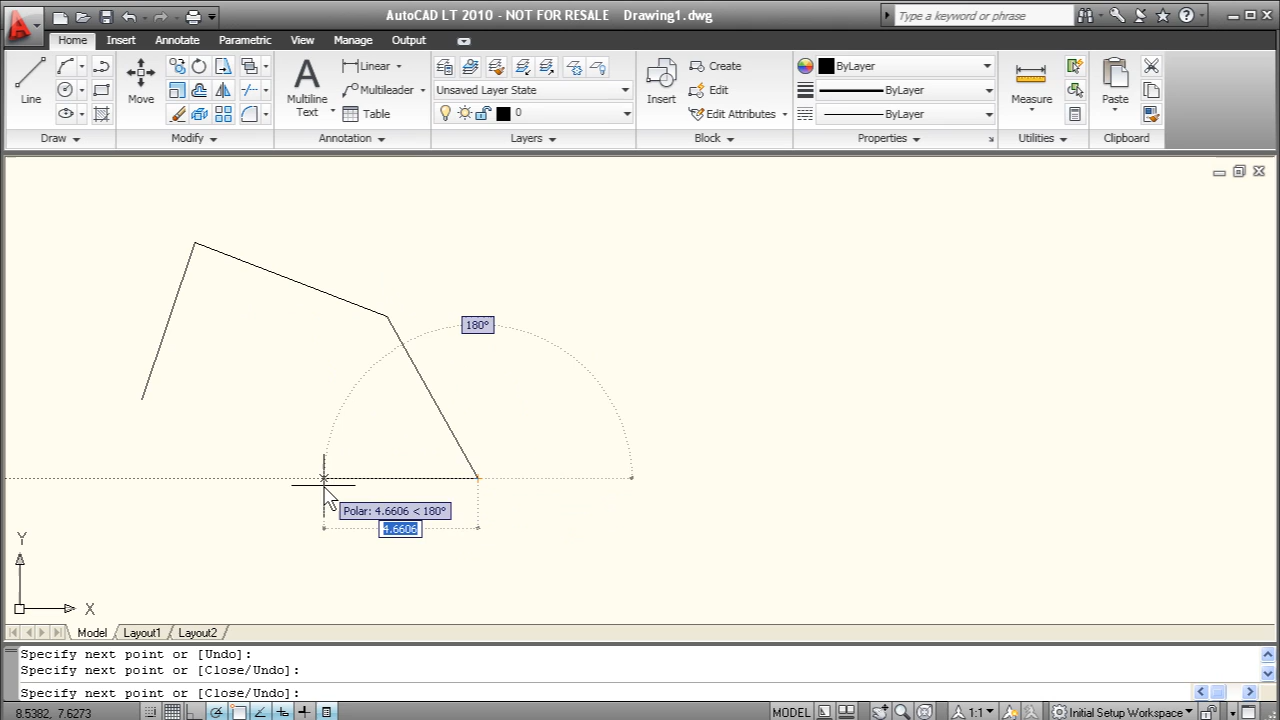 AutoCAD LT 2010 - NOT FOR RESALE Drawing1.dwg
Type a keyword or phrase
Home Insert Annotate Parametric View Manage Output
Line
Move
Multiline Text
Linear
Multileader
Table
Unsaved Layer State
0
Insert
Create
Edit
Edit Attributes
ByLayer
ByLayer
ByLayer
Measure
Paste
Draw Modify Annotation Layers Block Properties Utilities Clipboard
180°
Polar: 4.6606 < 180°
4.6606
Y
X
Model Layout1 Layout2
Specify next point or [Undo]:
Specify next point or [Close/Undo]:
Specify next point or [Close/Undo]:
8.5382, 7.6273 MODEL 1:1 Initial Setup Workspace